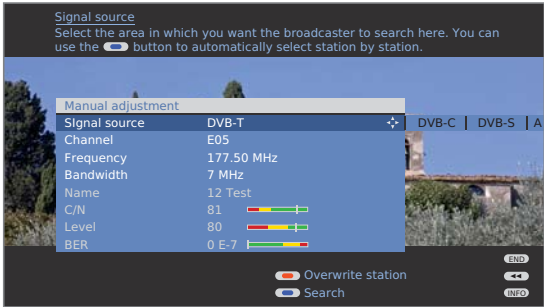 Signal source
Select the area in which you want the broadcaster to search here. You can
use the button to automatically select station by station.
Manual adjustment
SIgnal source DVB-T DVB-C DVB-S A
Channel E05
Frequency 177.50 MHz
Bandwidth 7 MHz
Name 12 Test
C/N 81
Level 80
BER 0 E-7
END
Overwrite station
Search INFO